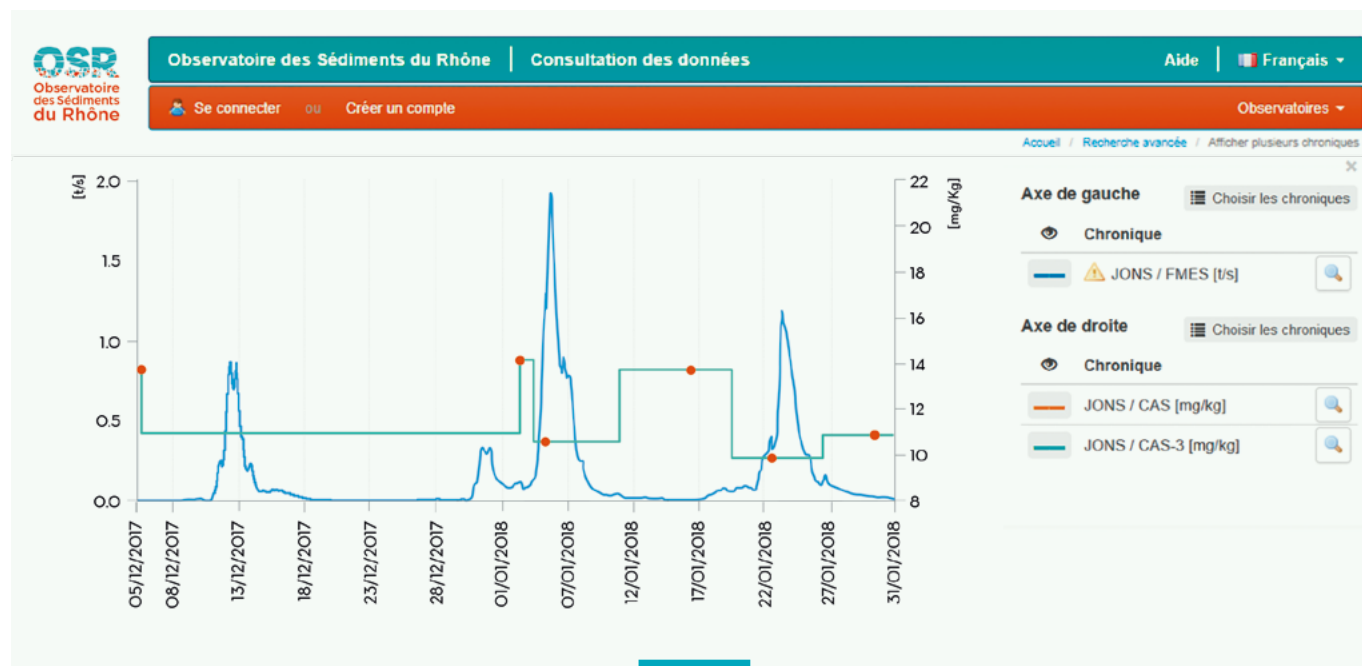 OSR
Observatoire
des Sédiments
du Rhône
Observatoire des Sédiments du Rhône | Consultation des données
Aide | Français
Se connecter ou Créer un compte
Observatoires
Accueil / Recherche avancée / Afficher plusieurs chroniques
[t/s]
2.0
1.5
1.0
0.5
0.0
22
20
18
16
14
12
10
8
[mg/Kg]
05/12/2017
08/12/2017
13/12/2017
18/12/2017
23/12/2017
28/12/2017
01/01/2018
07/01/2018
12/01/2018
17/01/2018
22/01/2018
27/01/2018
31/01/2018
×
Axe de gauche
Choisir les chroniques
Chronique
JONS / FMES [t/s]
Axe de droite
Choisir les chroniques
Chronique
JONS / CAS [mg/kg]
JONS / CAS-3 [mg/kg]